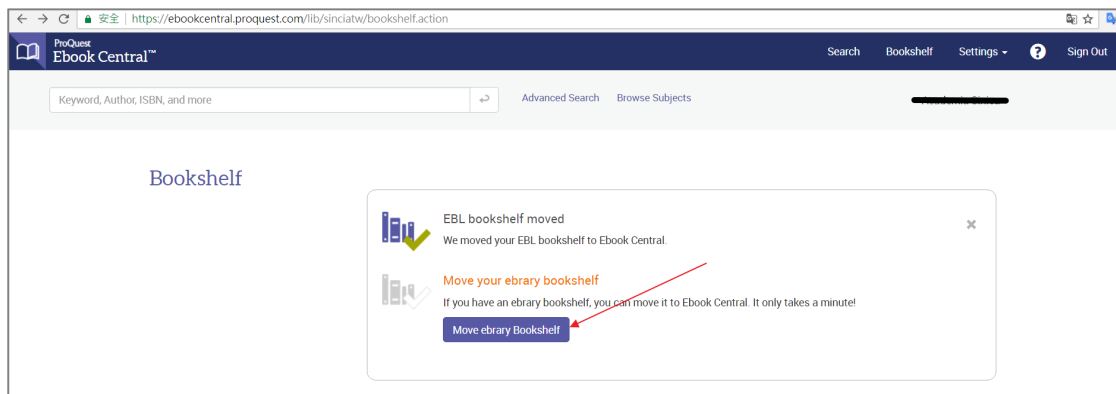 安全 | https://ebookcentral.proquest.com/lib/sinciatw/bookshelf.action
ProQuest
Ebook Central™
Search Bookshelf Settings ? Sign Out
Keyword, Author, ISBN, and more
Advanced Search Browse Subjects
Bookshelf
EBL bookshelf moved
We moved your EBL bookshelf to Ebook Central.
Move your ebrary bookshelf
If you have an ebrary bookshelf, you can move it to Ebook Central. It only takes a minute!
Move ebrary Bookshelf